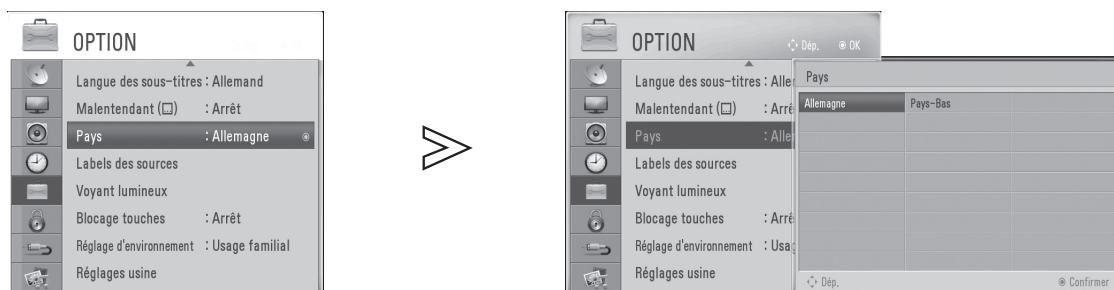 OPTION
Langue des sous-titres : Allemand
Malentendant ( ) : Arrêt
Pays : Allemagne
Labels des sources
Voyant lumineux
Blocage touches : Arrêt
Réglage d'environnement : Usage familial
Réglages usine
OPTION
Dép. OK
Langue des sous-titres : Alle
Malentendant ( ) : Arrê
Pays : Alle
Labels des sources
Voyant lumineux
Blocage touches : Arrê
Réglage d'environnement : Usag
Réglages usine
Pays
Allemagne Pays-Bas
Dép. Confirmer